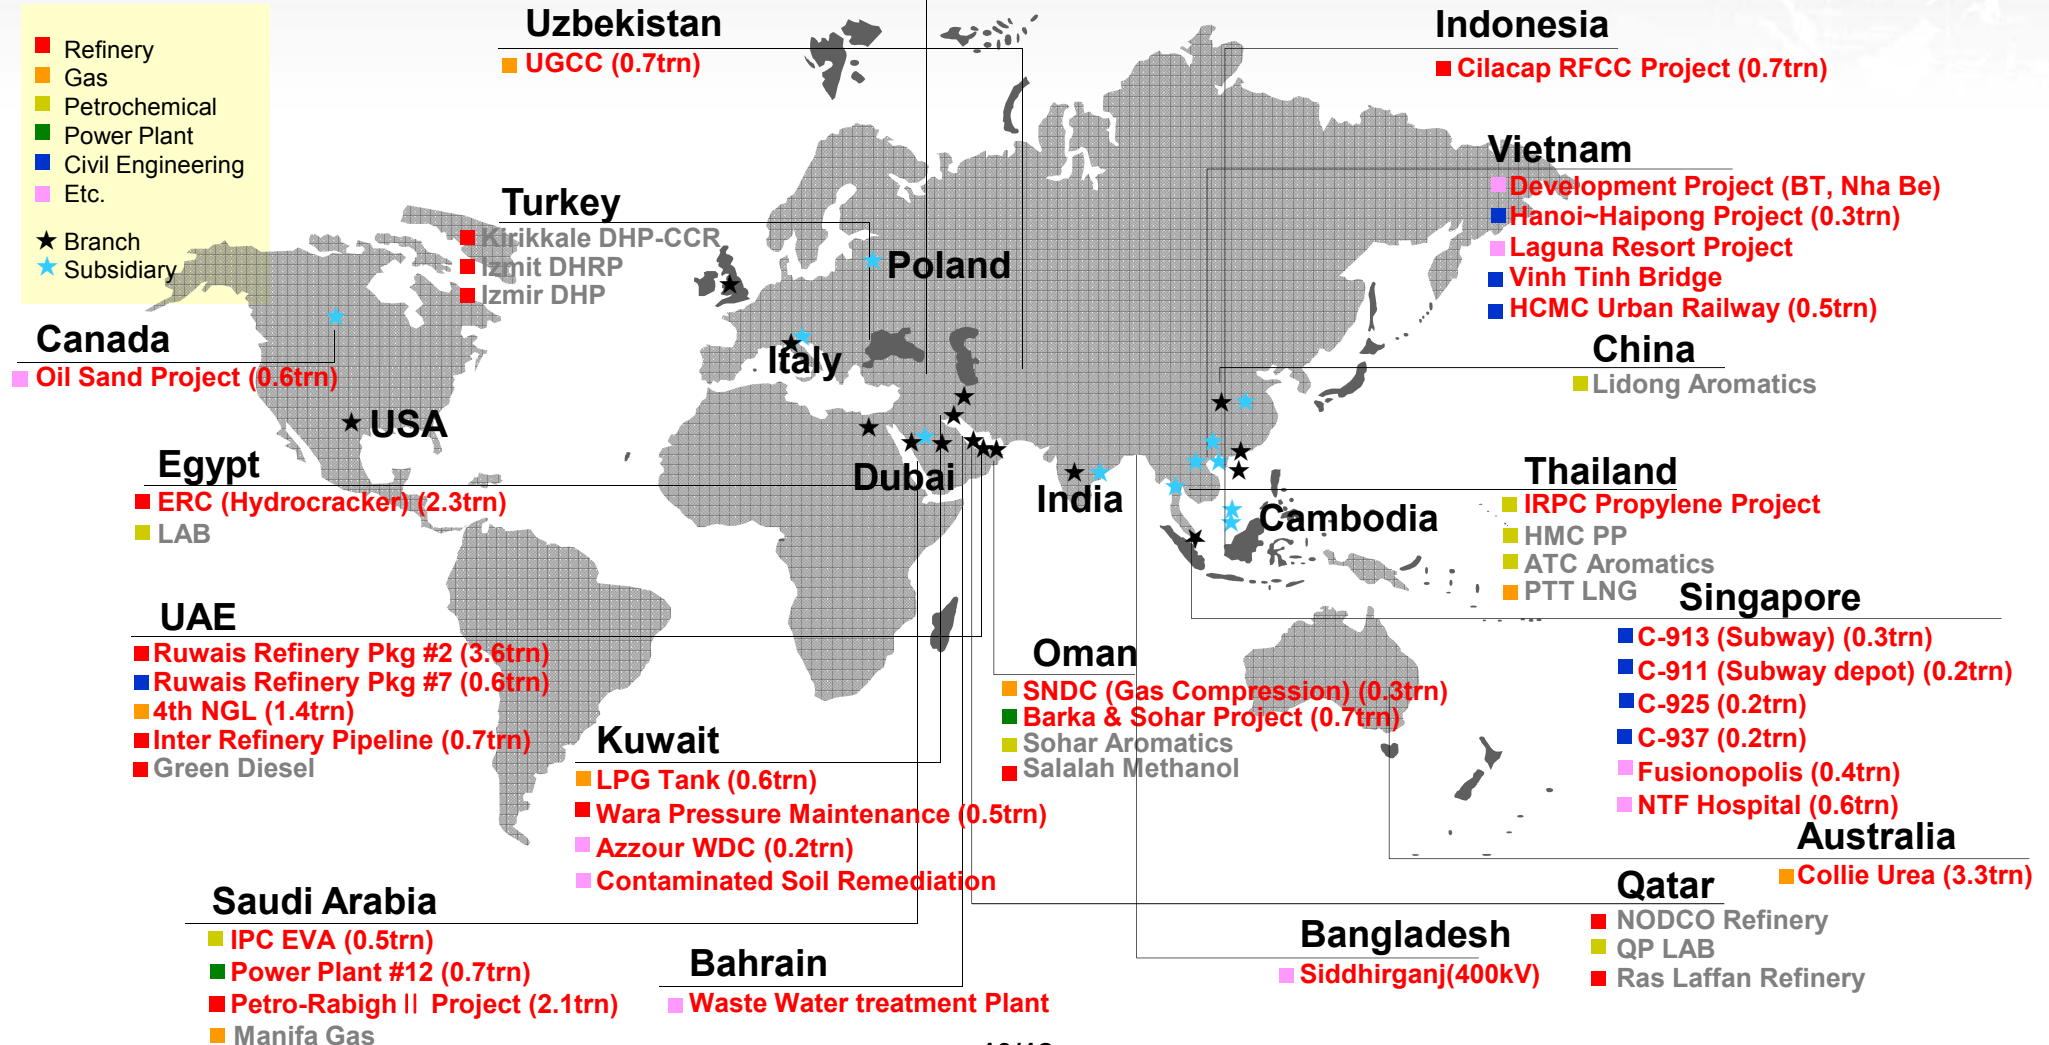 Refinery
Gas
Petrochemical
Power Plant
Civil Engineering
Etc.
Branch
Subsidiary
Uzbekistan
UGCC (0.7trn)
Indonesia
Cilacap RFCC Project (0.7trn)
Vietnam
Development Project (BT, Nha Be)
Hanoi~Haipong Project (0.3trn)
Laguna Resort Project
Vinh Tinh Bridge
HCMC Urban Railway (0.5trn)
Turkey
Kirikkale DHP-CCR
Izmit DHRP
Izmir DHP
Poland
Canada
Oil Sand Project (0.6trn)
Italy
China
Lidong Aromatics
USA
Egypt
ERC (Hydrocracker) (2.3trn)
LAB
Dubai
India
Cambodia
Thailand
IRPC Propylene Project
HMC PP
ATC Aromatics
PTT LNG
Singapore
C-913 (Subway) (0.3trn)
C-911 (Subway depot) (0.2trn)
C-925 (0.2trn)
C-937 (0.2trn)
Fusionopolis (0.4trn)
NTF Hospital (0.6trn)
UAE
Ruwais Refinery Pkg #2 (3.6trn)
Ruwais Refinery Pkg #7 (0.6trn)
4th NGL (1.4trn)
Inter Refinery Pipeline (0.7trn)
Green Diesel
Oman
SNDC (Gas Compression) (0.3trn)
Barka & Sohar Project (0.7trn)
Sohar Aromatics
Salalah Methanol
Kuwait
LPG Tank (0.6trn)
Wara Pressure Maintenance (0.5trn)
Azzour WDC (0.2trn)
Contaminated Soil Remediation
Australia
Collie Urea (3.3trn)
Saudi Arabia
IPC EVA (0.5trn)
Power Plant #12 (0.7trn)
Petro-Rabigh II Project (2.1trn)
Manifa Gas
Bahrain
Waste Water treatment Plant
Bangladesh
Siddhirganj(400kV)
Qatar
NODCO Refinery
QP LAB
Ras Laffan Refinery